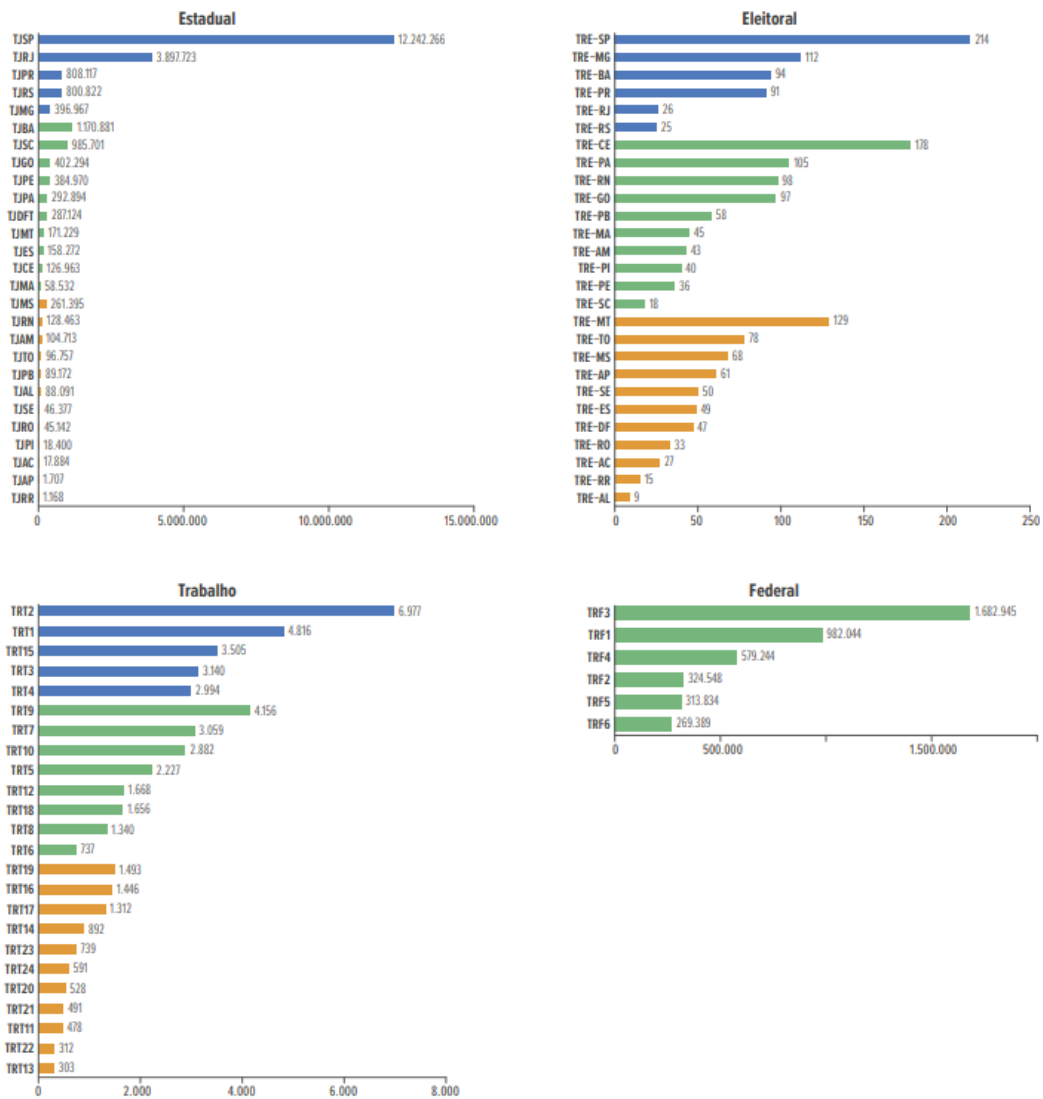 Estadual
TJSP 12.242.266
TJRJ 3.897.723
TJPR 808.117
TJRS 800.822
TJMG 396.967
TJBA 1.170.881
TJSC 985.701
TJGO 402.294
TJPE 384.970
TJPA 292.894
TJDFT 287.124
TJMT 171.229
TJES 158.272
TJCE 126.963
TJMA 58.532
TJMS 261.395
TJRN 128.463
TJAM 104.713
TJTO 96.757
TJPB 89.172
TJAL 88.091
TJSE 46.377
TJRO 45.142
TJPI 18.400
TJAC 17.884
TJAP 1.707
TJRR 1.168
0 5.000.000 10.000.000 15.000.000
Eleitoral
TRE-SP 214
TRE-MG 112
TRE-BA 94
TRE-PR 91
TRE-RJ 26
TRE-RS 25
TRE-CE 178
TRE-PA 105
TRE-RN 98
TRE-GO 97
TRE-PB 58
TRE-MA 45
TRE-AM 43
TRE-PI 40
TRE-PE 36
TRE-SC 18
TRE-MT 129
TRE-TO 78
TRE-MS 68
TRE-AP 61
TRE-SE 50
TRE-ES 49
TRE-DF 47
TRE-RO 33
TRE-AC 27
TRE-RR 15
TRE-AL 9
0 50 100 150 200 250
Trabalho
TRT2 6.977
TRT1 4.816
TRT15 3.505
TRT3 3.140
TRT4 2.994
TRT9 4.156
TRT7 3.059
TRT10 2.882
TRT5 2.227
TRT12 1.668
TRT18 1.656
TRT8 1.340
TRT6 737
TRT19 1.493
TRT16 1.446
TRT17 1.312
TRT14 892
TRT23 739
TRT24 591
TRT20 528
TRT21 491
TRT11 478
TRT22 312
TRT13 303
0 2.000 4.000 6.000 8.000
Federal
TRF3 1.682.945
TRF1 982.044
TRF4 579.244
TRF2 324.548
TRF5 313.834
TRF6 269.389
0 500.000 1.500.000